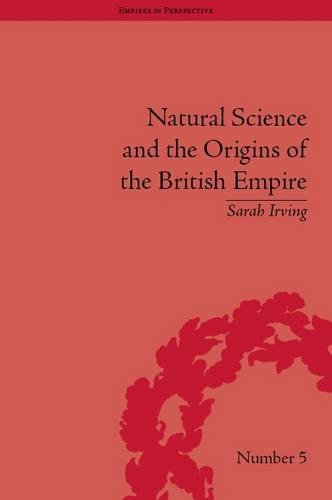 Empires in Perspective
Natural Science
and the Origins of
the British Empire
Sarah Irving
Number 5